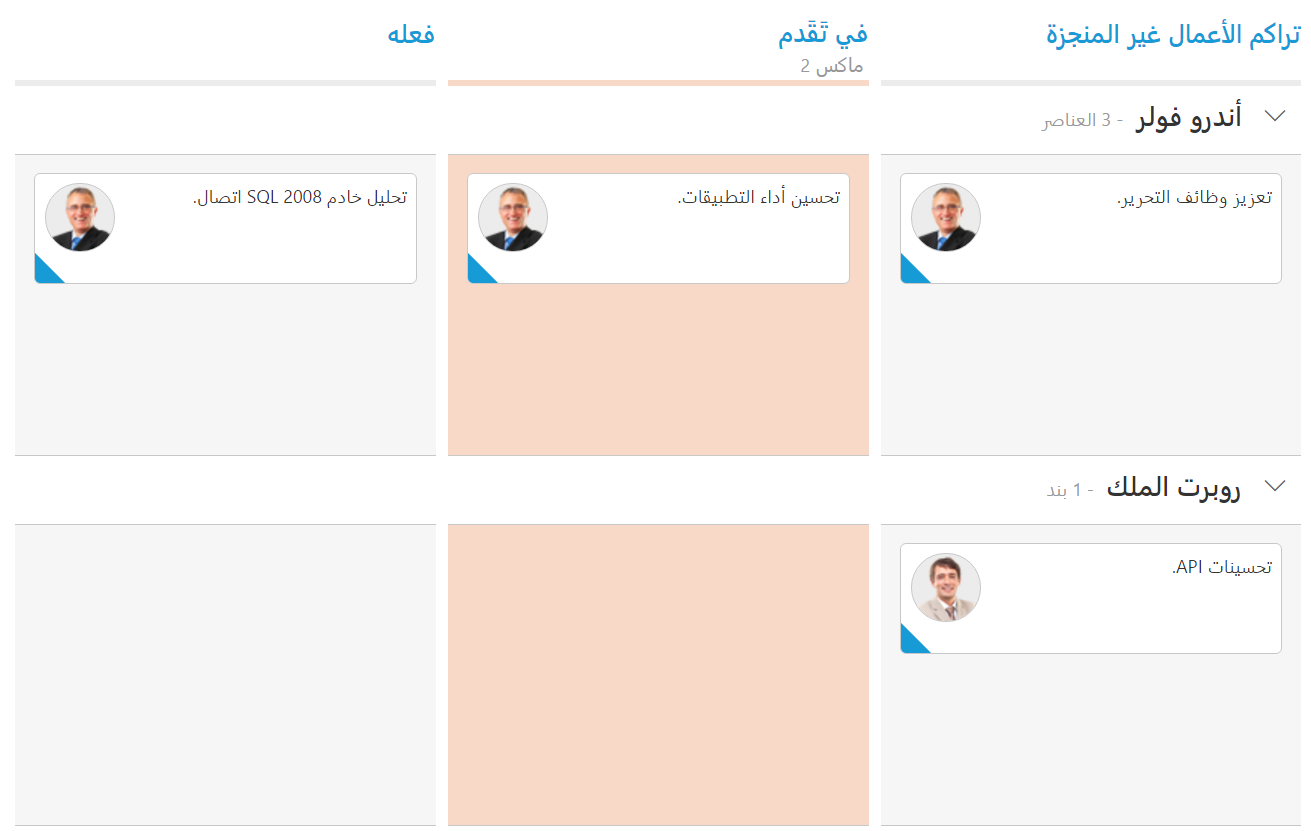 تراكم الأعمال غير المنجزة
في تَقَدم
ماكس 2
فعله
أندرو فولر - 3 العناصر
تعزيز وظائف التحرير.
تحسين أداء التطبيقات.
تحليل خادم SQL 2008 اتصال.
روبرت الملك - 1 بند
تحسينات API.